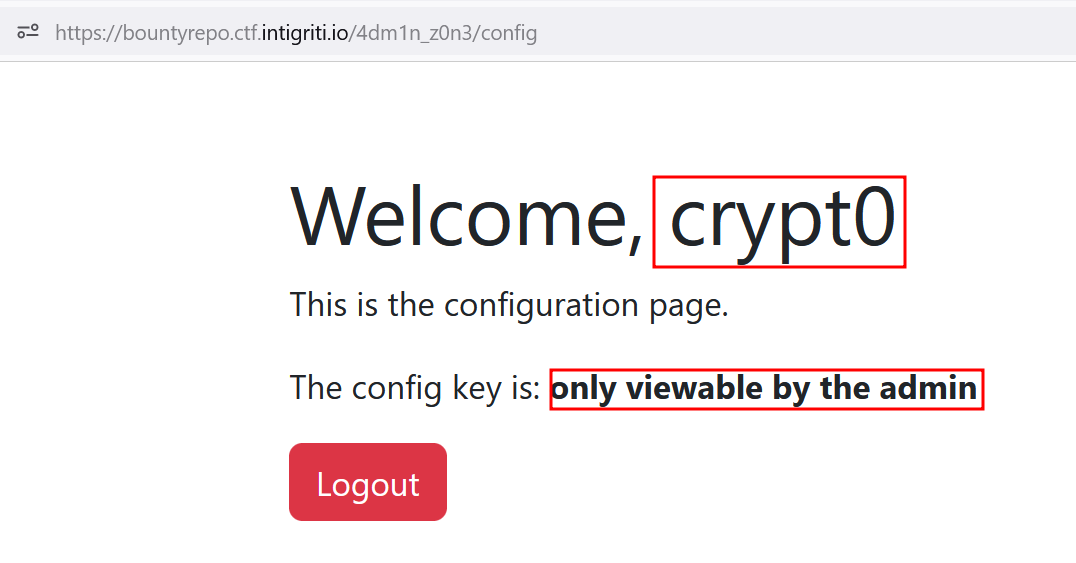 https://bountyrepo.ctf.intigriti.io/4dm1n_z0n3/config
Welcome, crypt0
This is the configuration page.
The config key is: only viewable by the admin
Logout